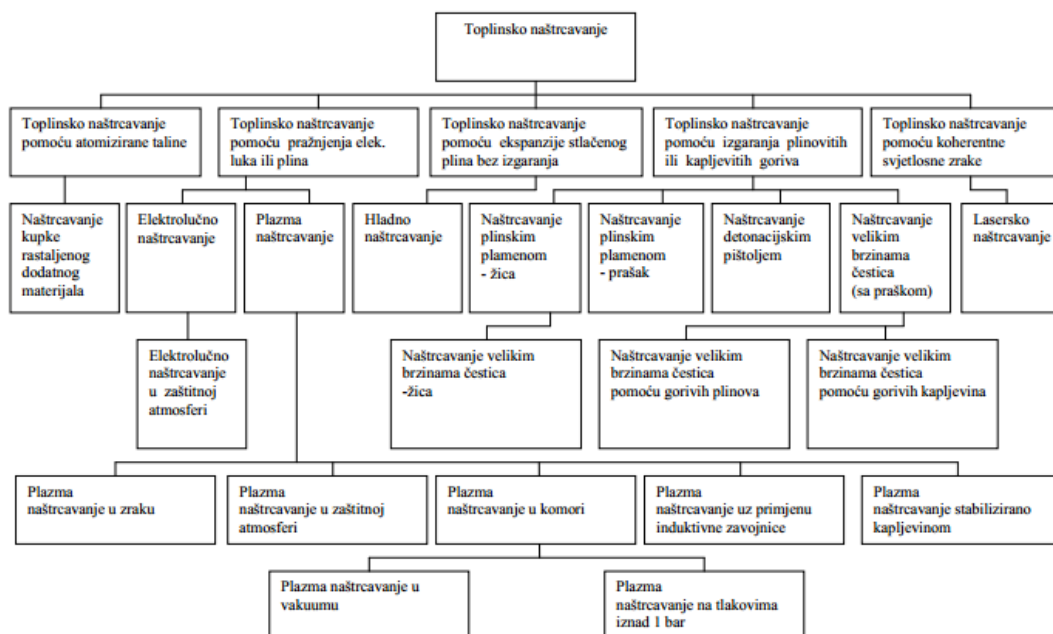 Toplinsko naštrcavanje
Toplinsko naštrcavanje
pomoću atomizirane taline
Toplinsko naštrcavanje
pomoću pražnjenja elek.
luka ili plina
Toplinsko naštrcavanje
pomoću ekspanzije stlačenog
plina bez izgaranja
Toplinsko naštrcavanje
pomoću izgaranja plinovitih
ili kapljevitih goriva
Toplinsko naštrcavanje
pomoću koherentne
svjetlosne zrake
Naštrcavanje
kupke
rastaljenog
dodatnog
materijala
Elektrolučno
naštrcavanje
Plazma
naštrcavanje
Hladno
naštrcavanje
Naštrcavanje
plinskim
plamenom
- žica
Naštrcavanje
plinskim
plamenom
- prašak
Naštrcavanje
detonacijskim
pištoljem
Naštrcavanje
velikim
brzinama
čestica
(sa praškom)
Lasersko
naštrcavanje
Elektrolučno
naštrcavanje
u zaštitnoj
atmosferi
Naštrcavanje velikim
brzinama čestica
-žica
Naštrcavanje velikim
brzinama čestica
pomoću gorivih plinova
Naštrcavanje velikim
brzinama čestica
pomoću gorivih kapljevina
Plazma
naštrcavanje u zraku
Plazma
naštrcavanje u zaštitnoj
atmosferi
Plazma
naštrcavanje u komori
Plazma
naštrcavanje uz primjenu
induktivne zavojnice
Plazma
naštrcavanje stabilizirano
kapljevinom
Plazma naštrcavanje u
vakuumu
Plazma
naštrcavanje na tlakovima
iznad 1 bar